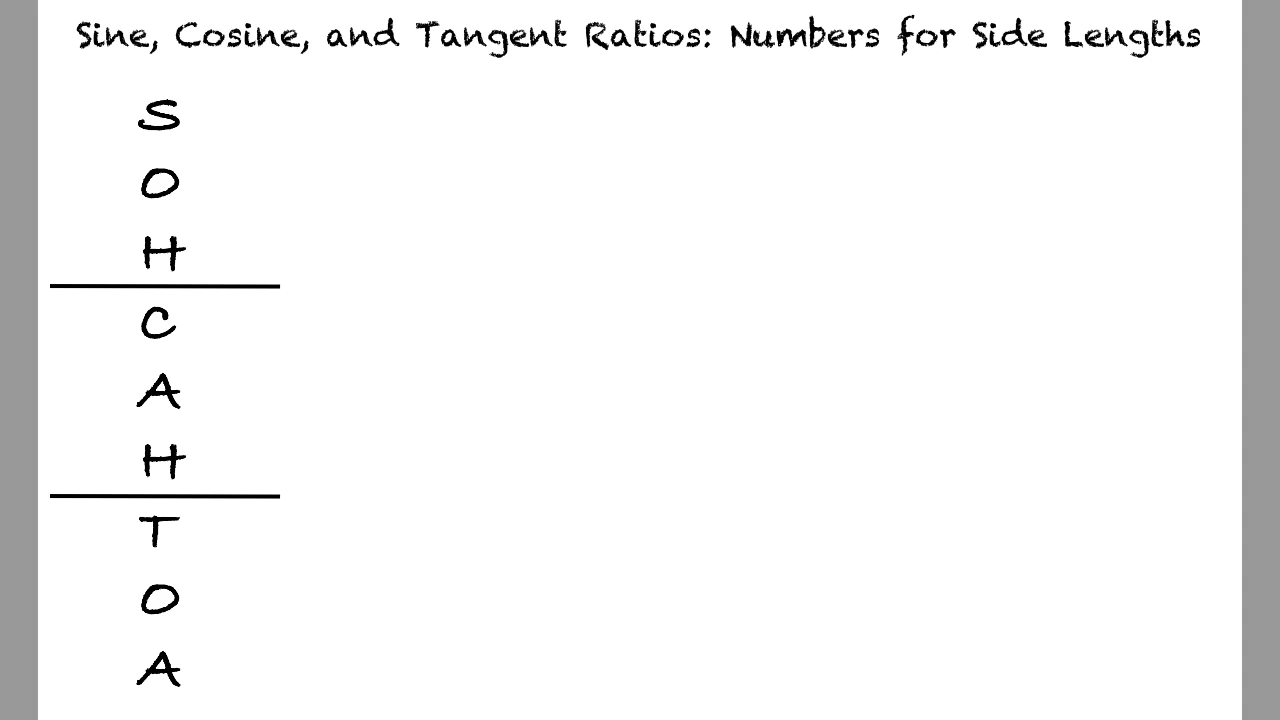 Sine, Cosine, and Tangent Ratios: Numbers for Side Lengths
S
O
H
C
A
H
T
O
A